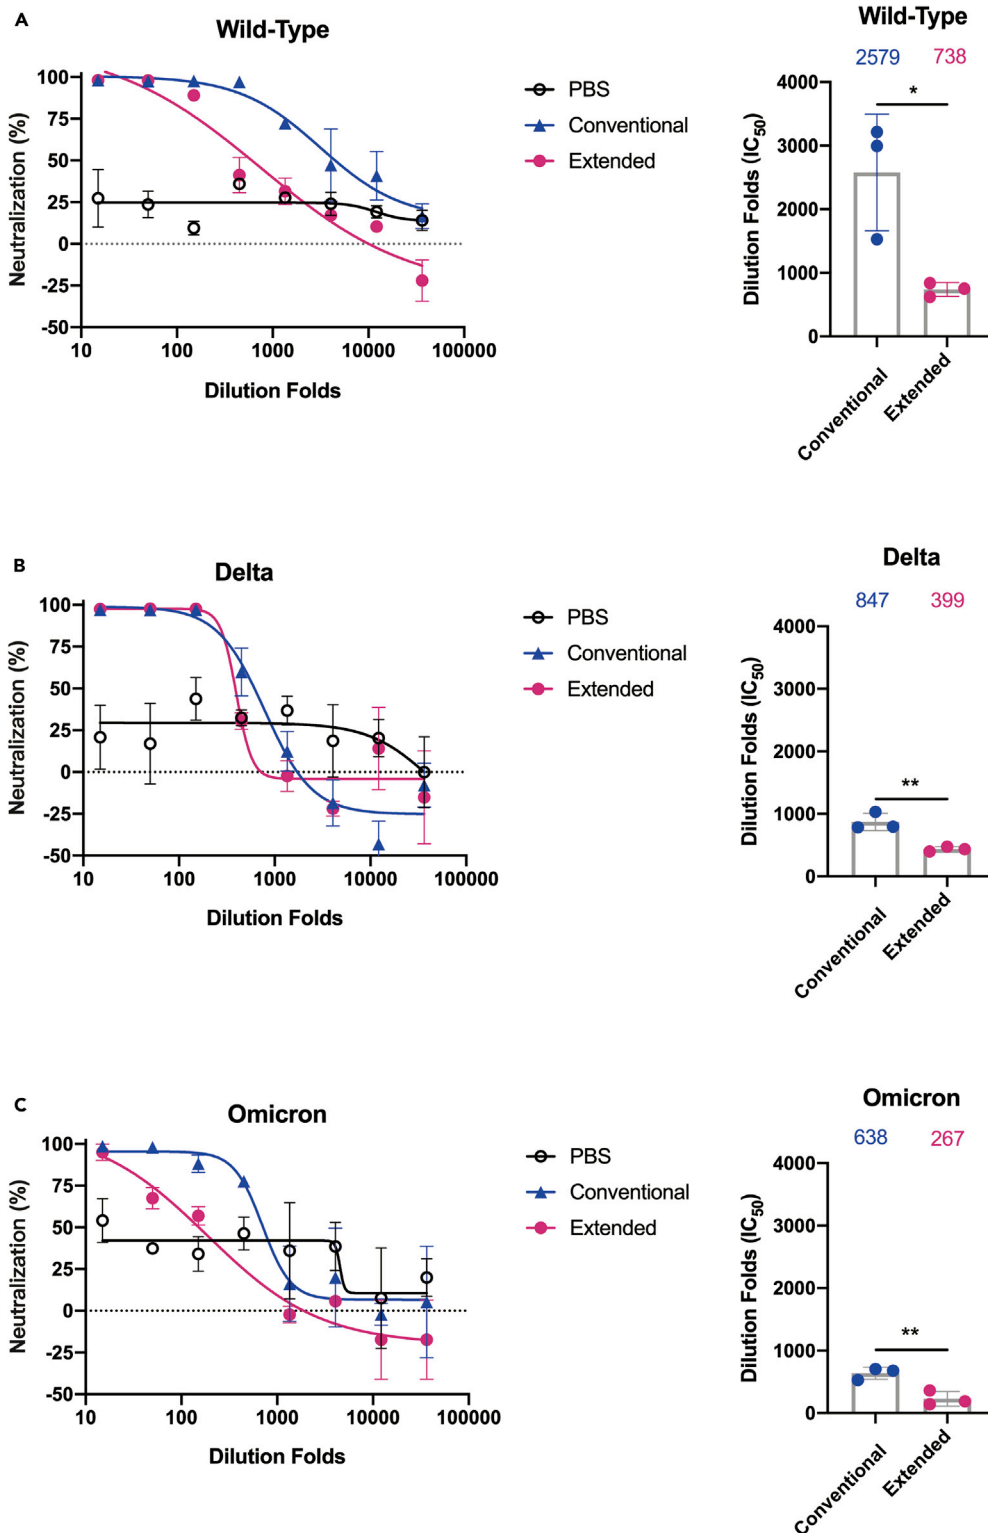 A
Wild-Type
Neutralization (%)
100
75
50
25
0
-25
-50
10 100 1000 10000 100000
Dilution Folds
PBS
Conventional
Extended
Wild-Type
2579 738
*
Dilution Folds (IC50)
4000
3000
2000
1000
0
Conventional
Extended
B
Delta
Neutralization (%)
100
75
50
25
0
-25
-50
10 100 1000 10000 100000
Dilution Folds
PBS
Conventional
Extended
Delta
847 399
**
Dilution Folds (IC50)
4000
3000
2000
1000
0
Conventional
Extended
C
Omicron
Neutralization (%)
100
75
50
25
0
-25
-50
10 100 1000 10000 100000
Dilution Folds
PBS
Conventional
Extended
Omicron
638 267
**
Dilution Folds (IC50)
4000
3000
2000
1000
0
Conventional
Extended